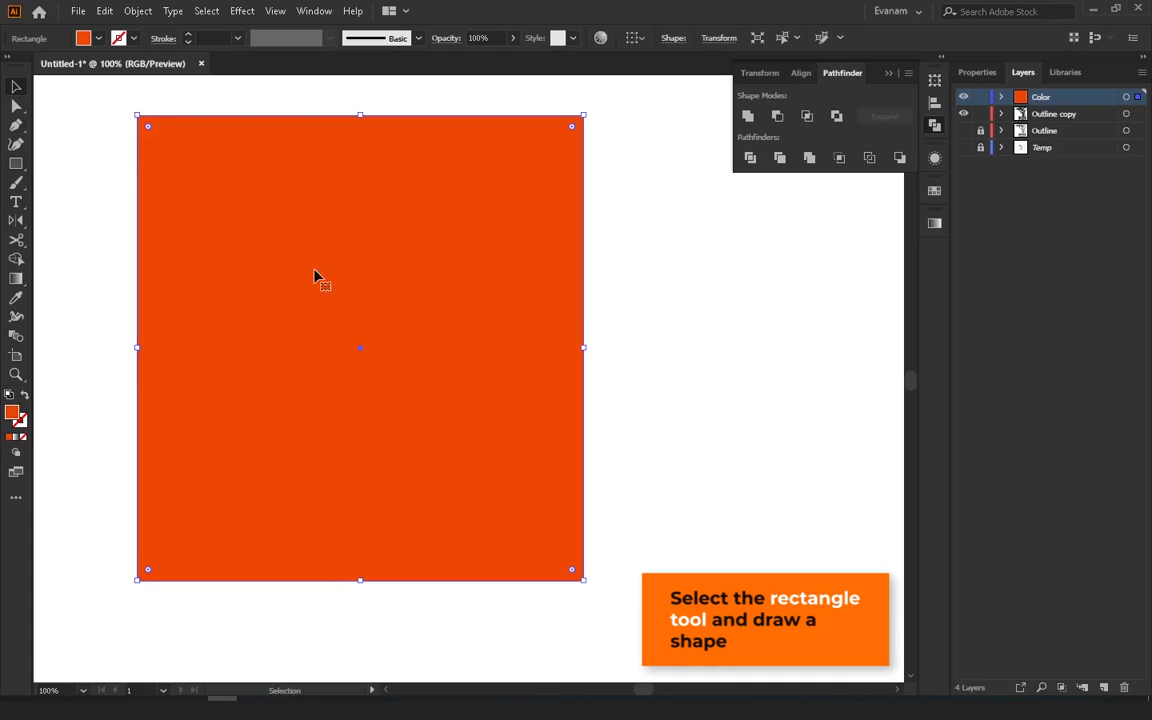 Ai File Edit Object Type Select Effect View Window Help Evanam Search Adobe Stock
Rectangle Stroke: Basic Opacity: 100% Style: Shape: Transform
Untitled-1* @ 100% (RGB/Preview) ×
Transform Align Pathfinder
Shape Modes:
Expand
Pathfinders:
Properties Layers Libraries
Color
Outline copy
Outline
Temp
Select the rectangle
tool and draw a
shape
100% 1 Selection
4 Layers